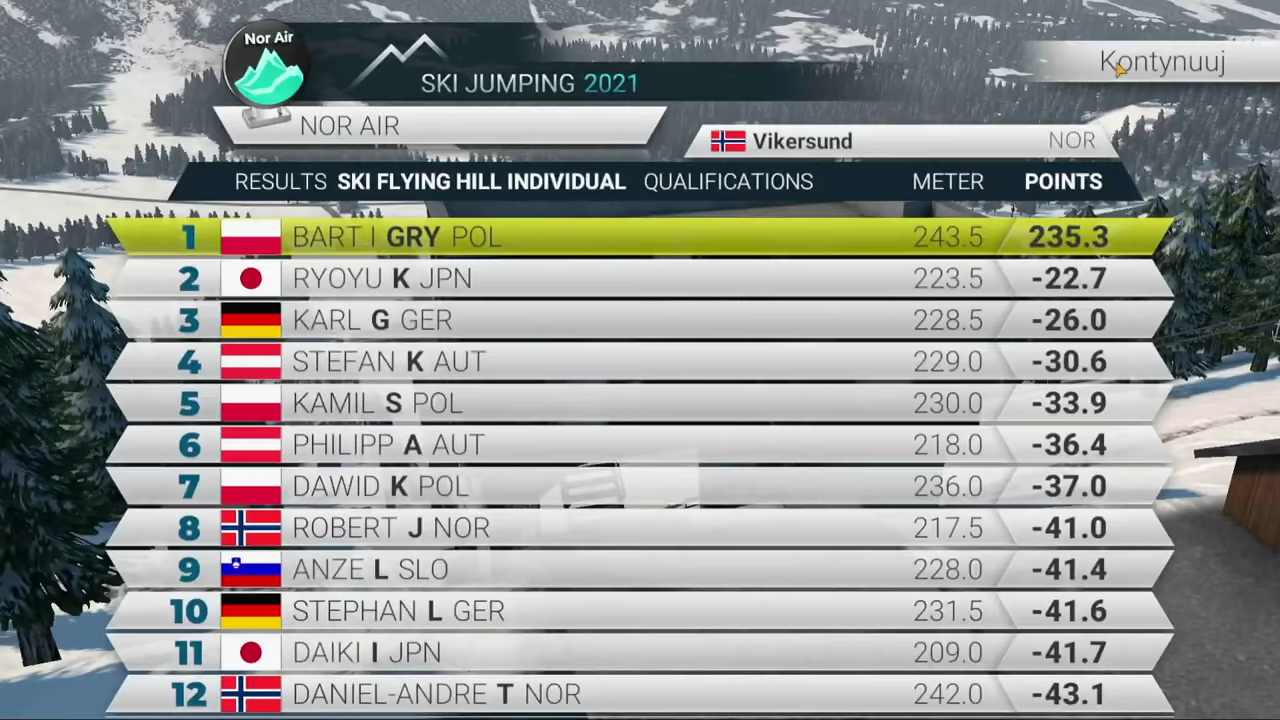 Nor Air
SKI JUMPING 2021
Kontynuuj
NOR AIR
Vikersund NOR
RESULTS SKI FLYING HILL INDIVIDUAL QUALIFICATIONS METER POINTS
1 BART I GRY POL 243.5 235.3
2 RYOYU K JPN 223.5 -22.7
3 KARL G GER 228.5 -26.0
4 STEFAN K AUT 229.0 -30.6
5 KAMIL S POL 230.0 -33.9
6 PHILIPP A AUT 218.0 -36.4
7 DAWID K POL 236.0 -37.0
8 ROBERT J NOR 217.5 -41.0
9 ANZE L SLO 228.0 -41.4
10 STEPHAN L GER 231.5 -41.6
11 DAIKI I JPN 209.0 -41.7
12 DANIEL-ANDRE T NOR 242.0 -43.1